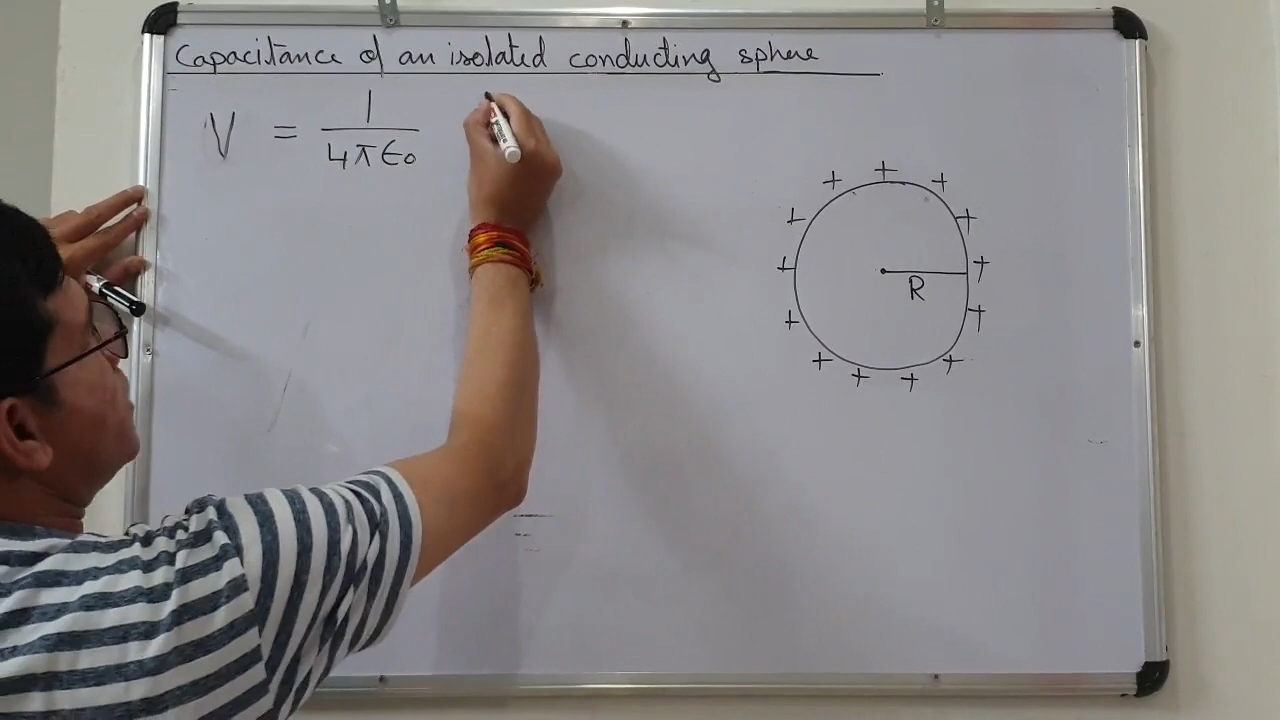 Capacitance of an isolated conducting sphere
V = 1
4πϵ₀
+ + +
+ +
+ +
R
+ +
+ +
+ +